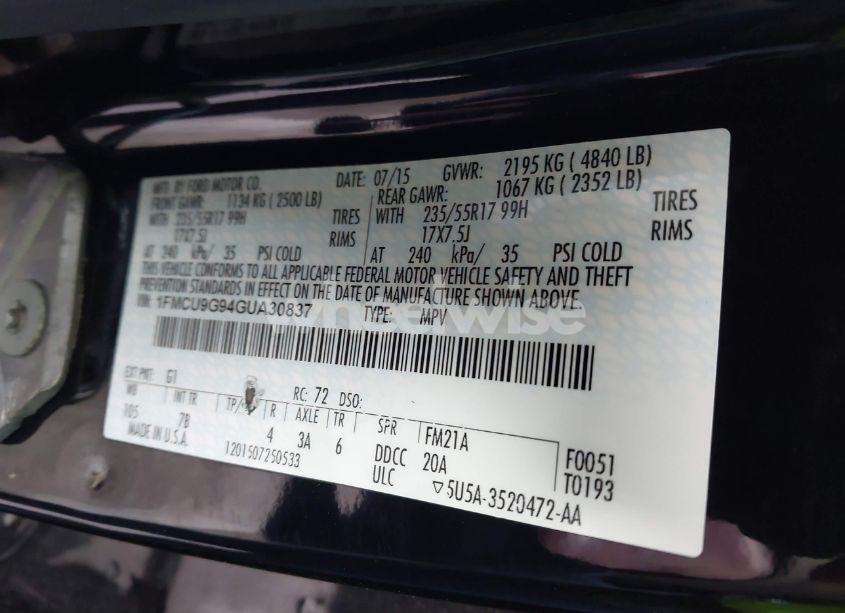 MFD. BY FORD MOTOR CO. DATE: 07/15 GVWR: 2195 KG ( 4840 LB)
FRONT GAWR: 1134 KG ( 2500 LB) REAR GAWR: 1067 KG ( 2352 LB)
WITH 235/55R17 99H TIRES WITH 235/55R17 99H TIRES
17X7.5J RIMS 17X7.5J RIMS
AT 240 kPa/ 35 PSI COLD AT 240 kPa/ 35 PSI COLD
THIS VEHICLE CONFORMS TO ALL APPLICABLE FEDERAL MOTOR VEHICLE SAFETY AND THEFT
PREVENTION STANDARDS IN EFFECT ON THE DATE OF MANUFACTURE SHOWN ABOVE.
VIN: 1FMCU9G94GUA30837 TYPE: MPV
EXT PNT: G1 RC: 72 DSO:
WB INT TR TP/ R AXLE TR SPR FM21A F0051
105 7B 4 3A 6 DDCC 20A T0193
MADE IN U.S.A. 1201507250533 ULC ▽5U5A-3520472-AA